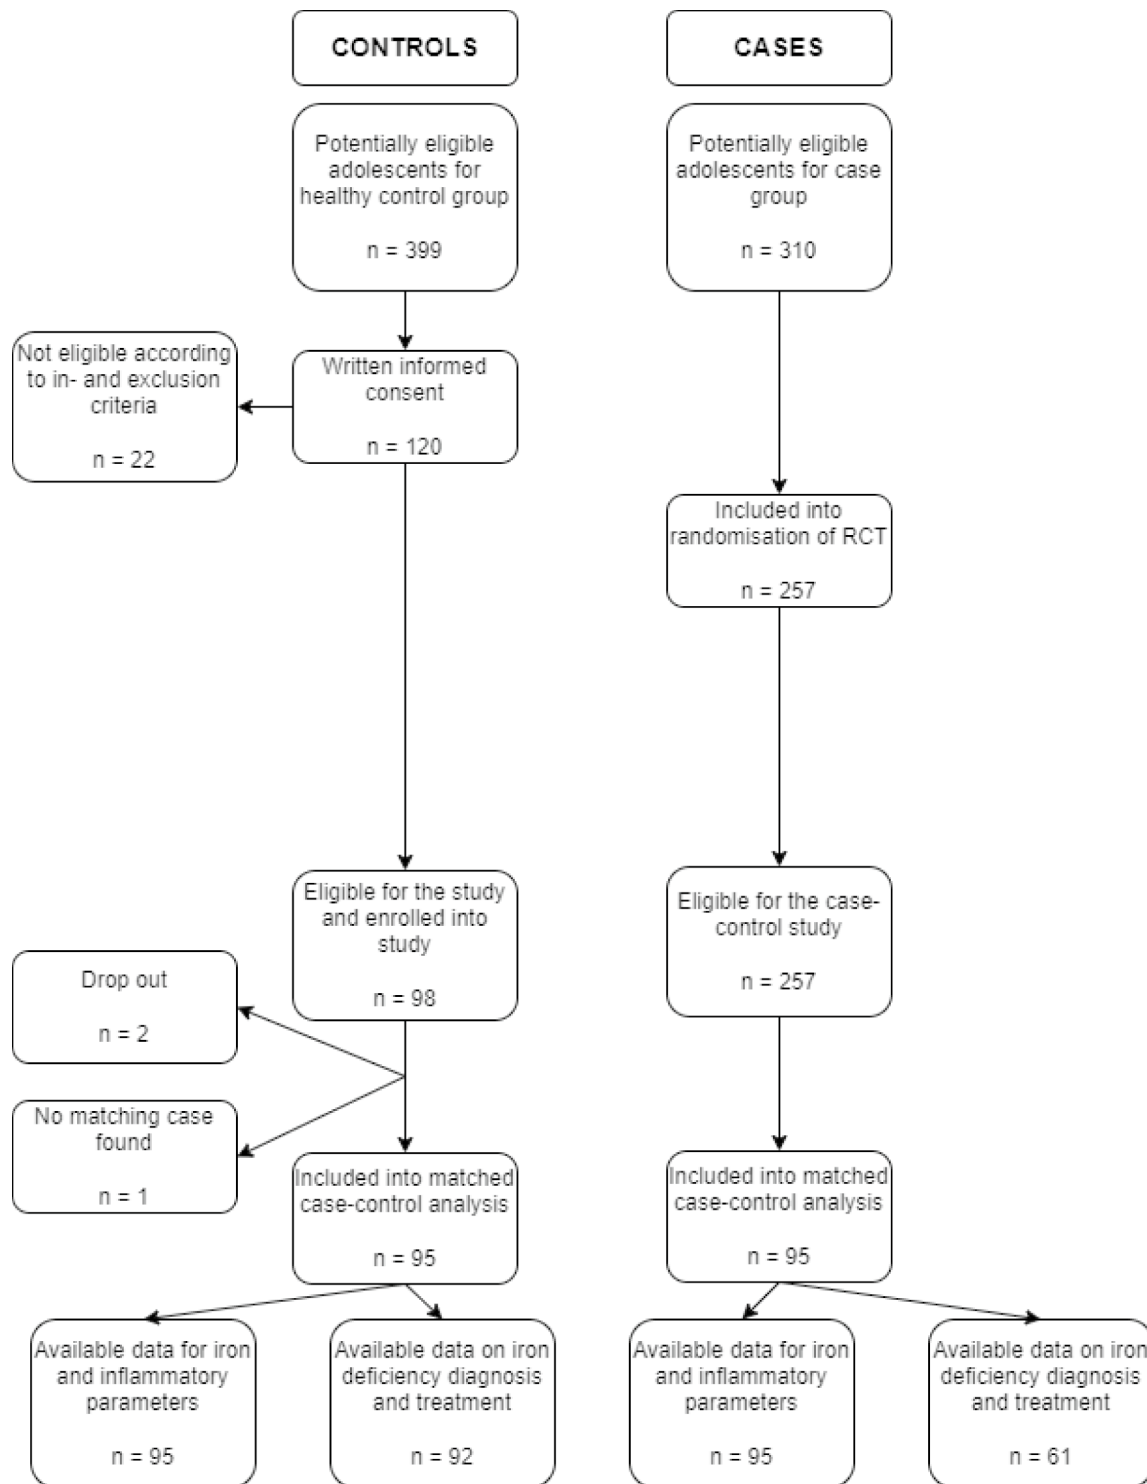 CONTROLS
CASES
Potentially eligible
adolescents for
healthy control group
n = 399
Potentially eligible
adolescents for case
group
n = 310
Not eligible according
to in- and exclusion
criteria
n = 22
Written informed
consent
n = 120
Included into
randomisation of RCT
n = 257
Eligible for the study
and enrolled into
study
n = 98
Eligible for the case-
control study
n = 257
Drop out
n = 2
No matching case
found
n = 1
Included into matched
case-control analysis
n = 95
Included into matched
case-control analysis
n = 95
Available data for iron
and inflammatory
parameters
n = 95
Available data on iron
deficiency diagnosis
and treatment
n = 92
Available data for iron
and inflammatory
parameters
n = 95
Available data on iron
deficiency diagnosis
and treatment
n = 61